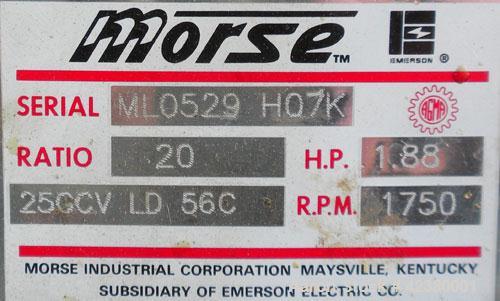 morse™ EMERSON®
SERIAL ML0529 H07K AGMA
RATIO 20 H.P. 1.88
25GCV LD 56C R.P.M. 1750
MORSE INDUSTRIAL CORPORATION MAYSVILLE, KENTUCKY
SUBSIDIARY OF EMERSON ELECTRIC CO.